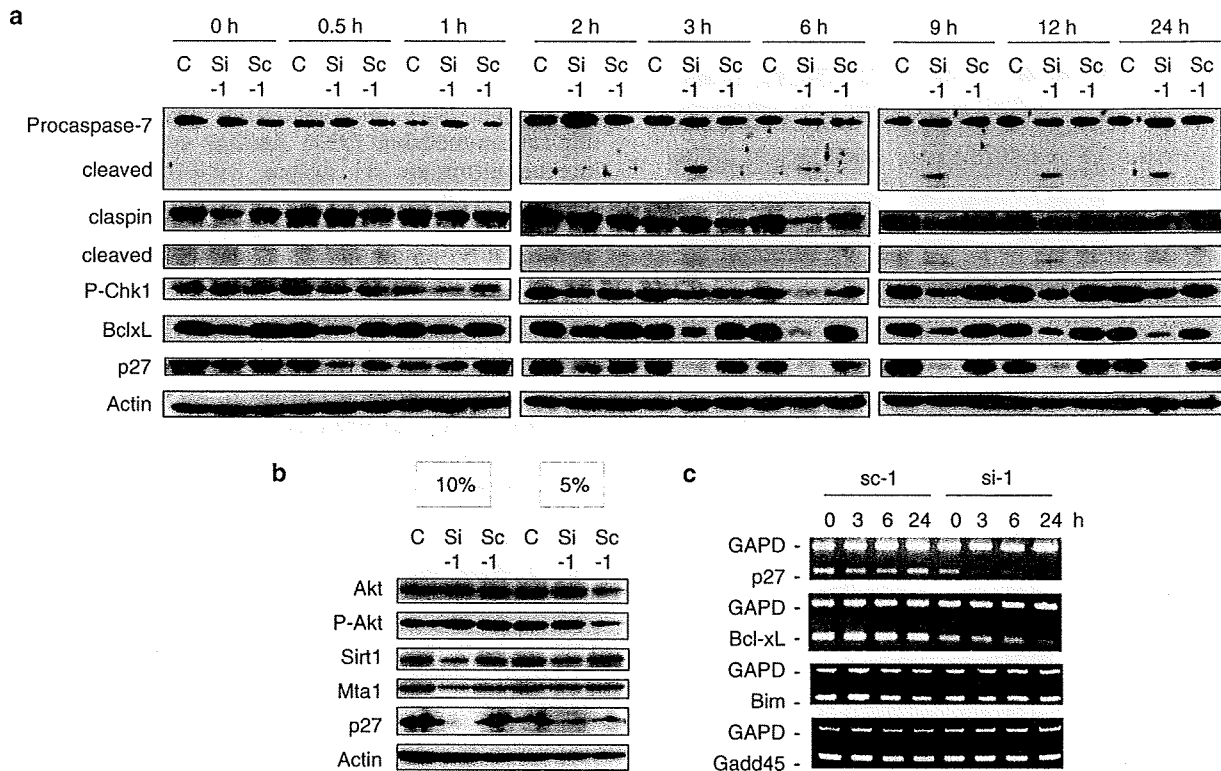 a
0 h 0.5 h 1 h 2 h 3 h 6 h 9 h 12 h 24 h
C Si Sc C Si Sc C Si Sc C Si Sc C Si Sc C Si Sc C Si Sc C Si Sc C Si Sc
-1 -1 -1 -1 -1 -1 -1 -1 -1 -1 -1 -1 -1 -1 -1 -1 -1 -1
Procaspase-7
cleaved
claspin
cleaved
P-Chk1
BclxL
p27
Actin
b
10% 5%
C Si Sc C Si Sc
-1 -1 -1 -1
Akt
P-Akt
Sirt1
Mta1
p27
Actin
c
sc-1 si-1
0 3 6 24 0 3 6 24 h
GAPD -
p27 -
GAPD -
Bcl-xL -
GAPD -
Bim -
GAPD -
Gadd45 -